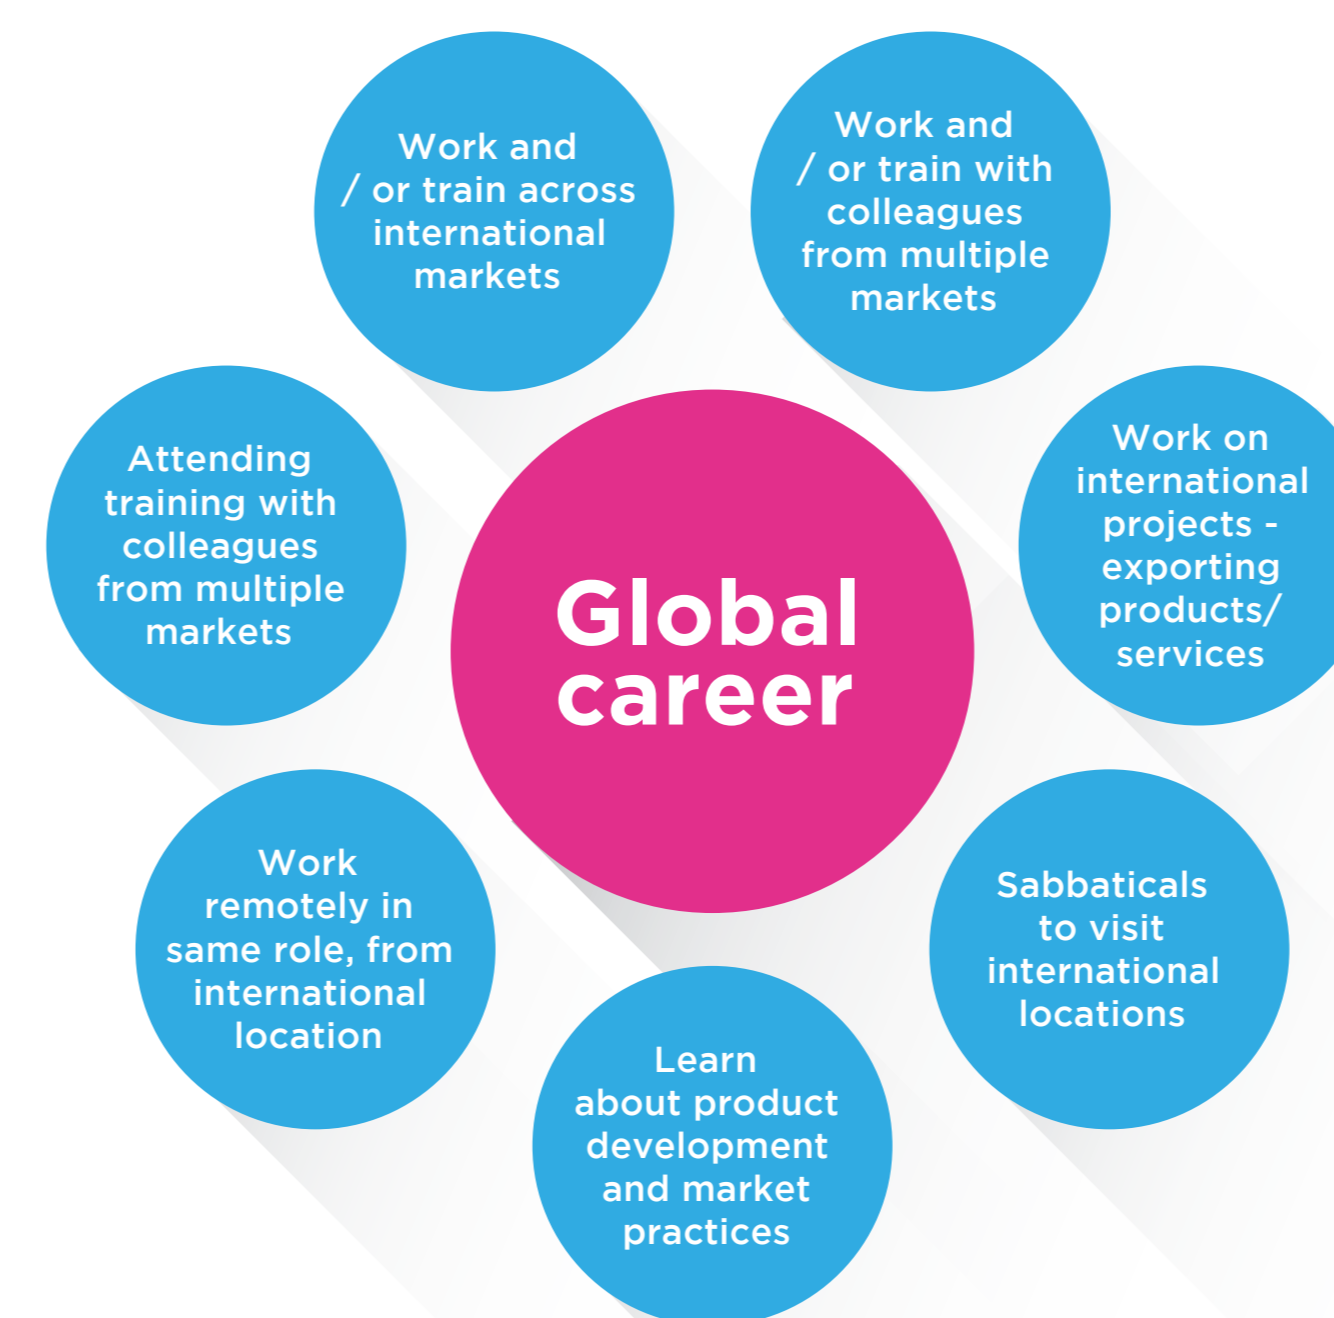 Work and
/ or train across
international
markets
Work and
/ or train with
colleagues
from multiple
markets
Attending
training with
colleagues
from multiple
markets
Work on
international
projects -
exporting
products/
services
Global
career
Work
remotely in
same role, from
international
location
Sabbaticals
to visit
international
locations
Learn
about product
development
and market
practices